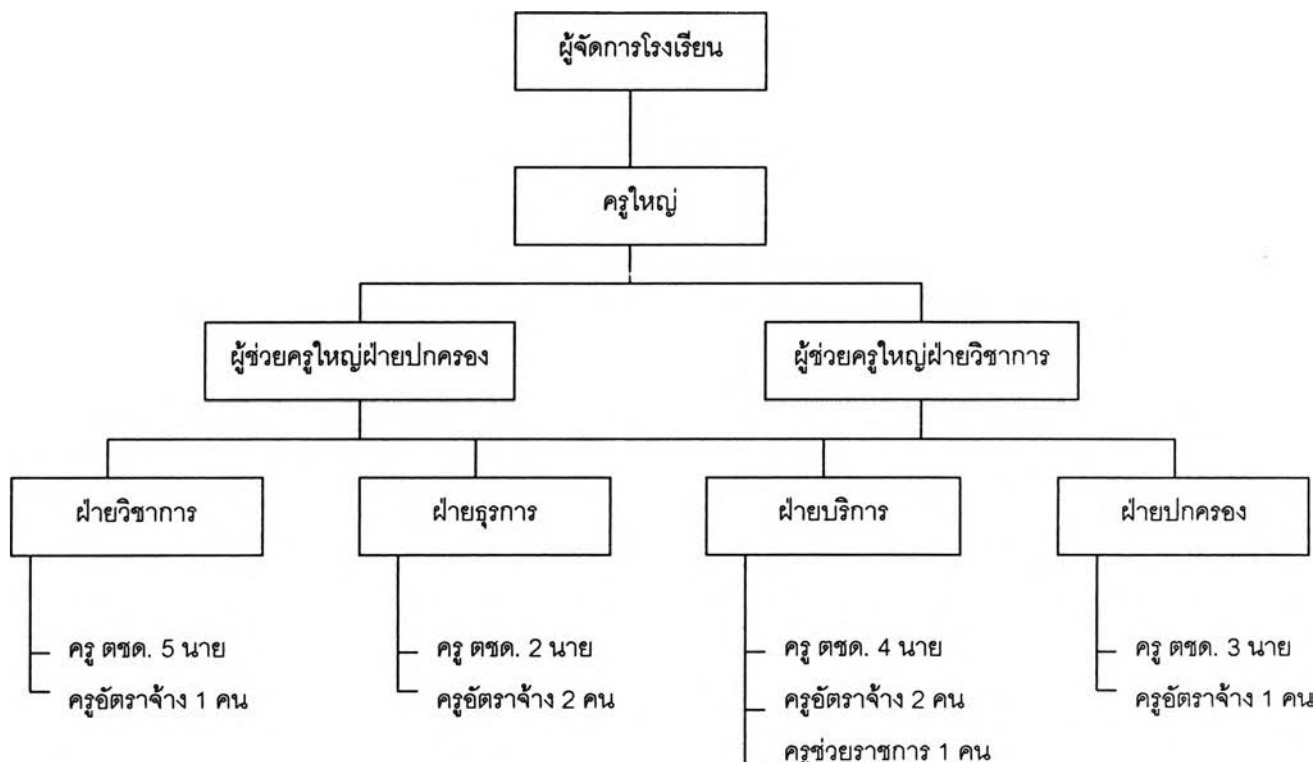 ผู้จัดการโรงเรียน
ครูใหญ่
ผู้ช่วยครูใหญ่ฝ่ายปกครอง
ผู้ช่วยครูใหญ่ฝ่ายวิชาการ
ฝ่ายวิชาการ
ฝ่ายธุรการ
ฝ่ายบริการ
ฝ่ายปกครอง
ครู ตชด. 5 นาย
ครูอัตราจ้าง 1 คน
ครู ตชด. 2 นาย
ครูอัตราจ้าง 2 คน
ครู ตชด. 4 นาย
ครูอัตราจ้าง 2 คน
ครูช่วยราชการ 1 คน
ครู ตชด. 3 นาย
ครูอัตราจ้าง 1 คน